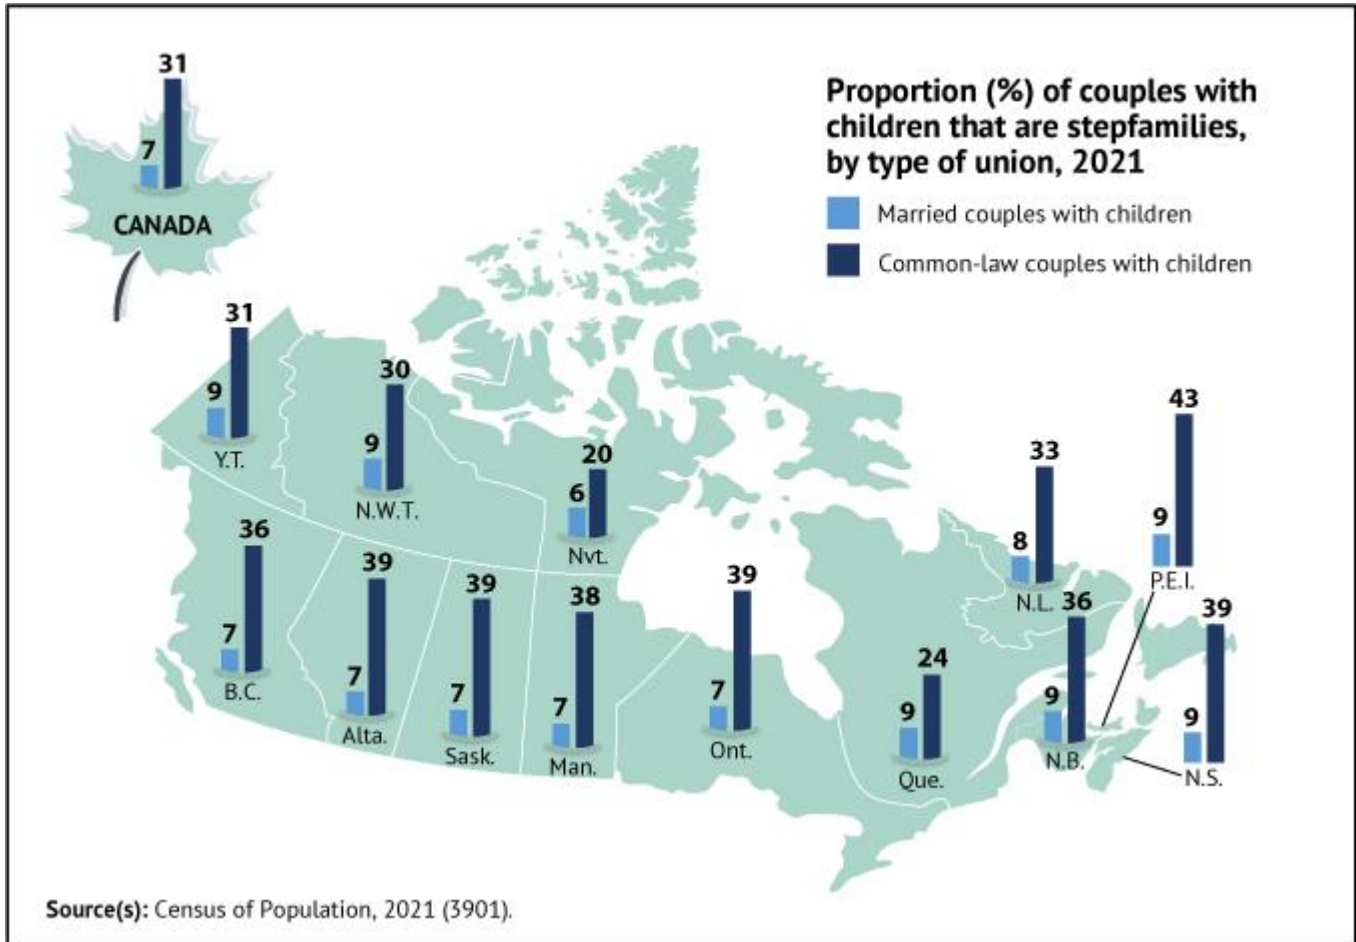 Proportion (%) of couples with
children that are stepfamilies,
by type of union, 2021
Married couples with children
Common-law couples with children
31
7
CANADA
31
9
Y.T.
30
9
N.W.T.
20
6
Nvt.
36
7
B.C.
39
7
Alta.
39
7
Sask.
38
7
Man.
39
7
Ont.
24
9
Que.
33
8
N.L.
36
9
N.B.
43
9
P.E.I.
39
9
N.S.
Source(s): Census of Population, 2021 (3901).